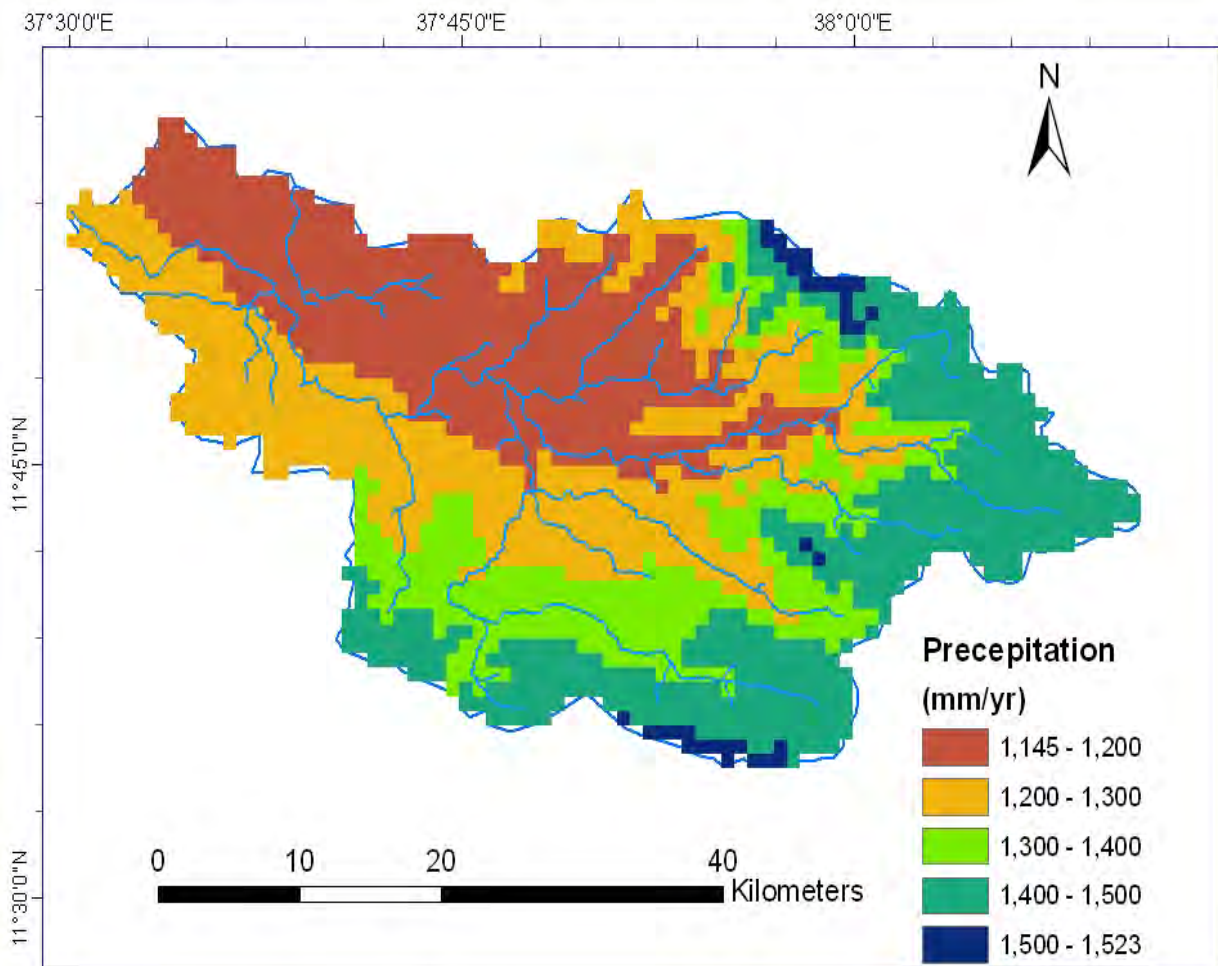 37°30'0"E 37°45'0"E 38°0'0"E
N
11°45'0"N
11°30'0"N
Precepitation
(mm/yr)
1,145 - 1,200
1,200 - 1,300
1,300 - 1,400
1,400 - 1,500
1,500 - 1,523
0 10 20 40
Kilometers